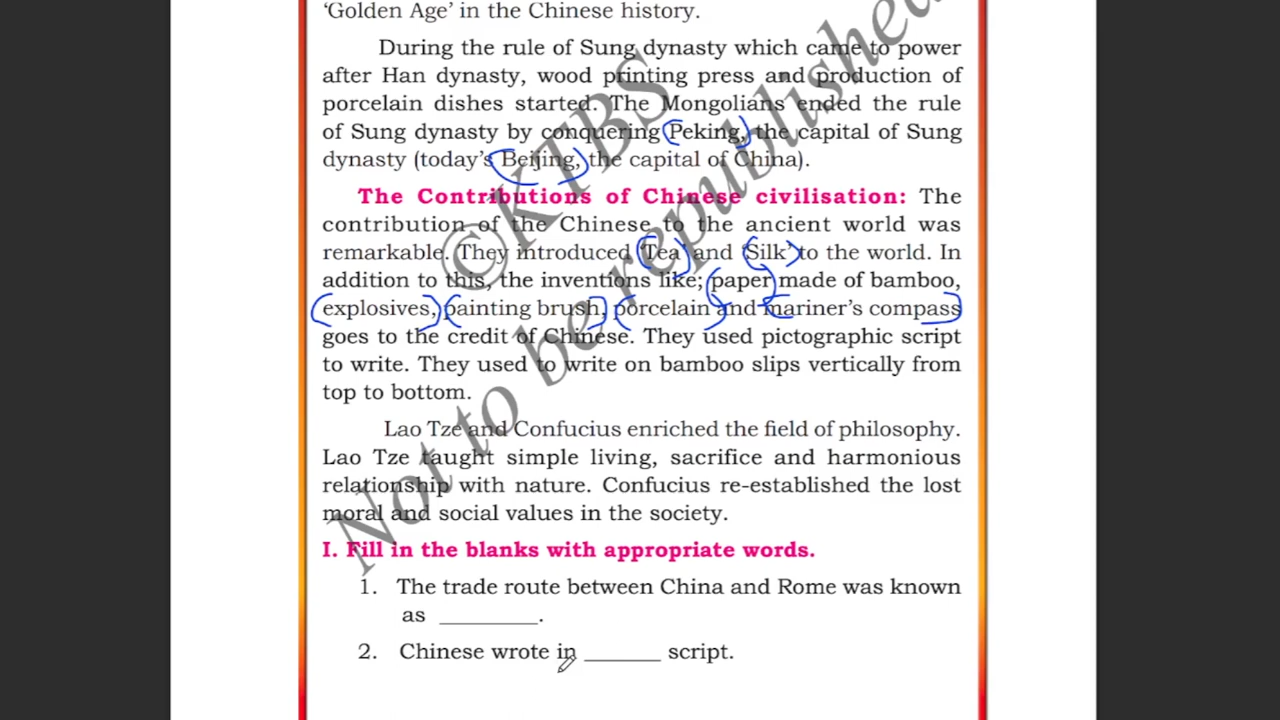 ‘Golden Age’ in the Chinese history.
During the rule of Sung dynasty which came to power
after Han dynasty, wood printing press and production of
porcelain dishes started. The Mongolians ended the rule
of Sung dynasty by conquering Peking, the capital of Sung
dynasty (today’s Beijing, the capital of China).
The Contributions of Chinese civilisation: The
contribution of the Chinese to the ancient world was
remarkable. They introduced ‘Tea’ and ‘Silk’ to the world. In
addition to this, the inventions like; paper made of bamboo,
explosives, painting brush, porcelain and mariner’s compass
goes to the credit of Chinese. They used pictographic script
to write. They used to write on bamboo slips vertically from
top to bottom.
Lao Tze and Confucius enriched the field of philosophy.
Lao Tze taught simple living, sacrifice and harmonious
relationship with nature. Confucius re-established the lost
moral and social values in the society.
I. Fill in the blanks with appropriate words.
1. The trade route between China and Rome was known
as ________.
2. Chinese wrote in ______ script.
©KTBS
Not to be republished